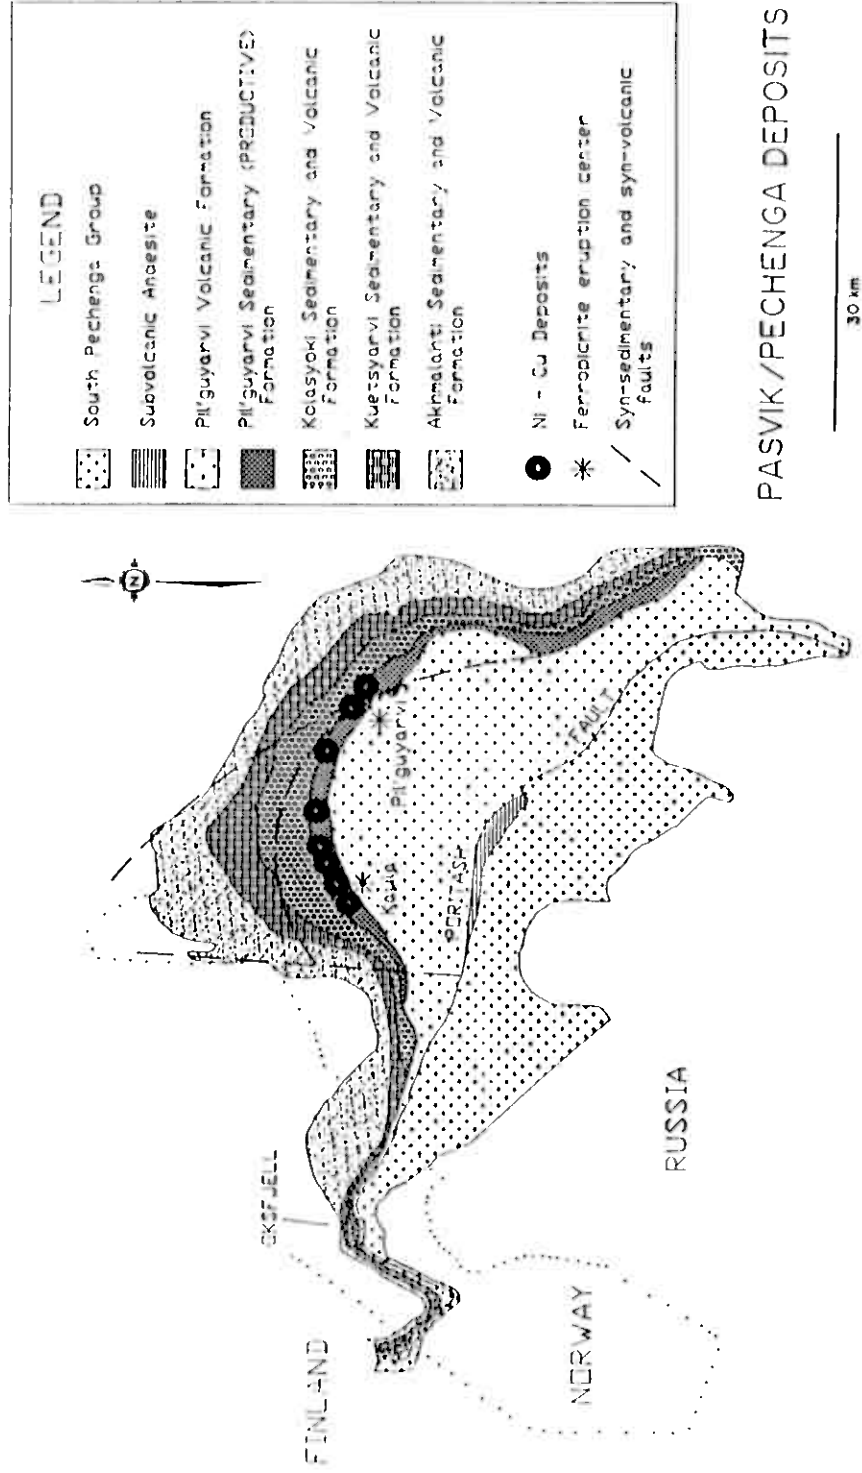 LEGEND
South Pechenga Group
Subvolcanic Andesite
Pil'guyarvi Volcanic Formation
Pil'guyarvi Sedimentary (PRODUCTIVE)
Formation
Kolasyoki Sedimentary and Volcanic
Formation
Kuetsyarvi Sedimentary and Volcanic
Formation
Akhmalahti Sedimentary and Volcanic
Formation
Ni - Cu Deposits
Ferropicrite eruption center
Syn-sedimentary and syn-volcanic
faults
PASVIK/PECHENGA DEPOSITS
30 km
N
Pil'guyarvi
Kaula
PORITASH
FAULT
OKSFJELL
FINLAND
NORWAY
RUSSIA